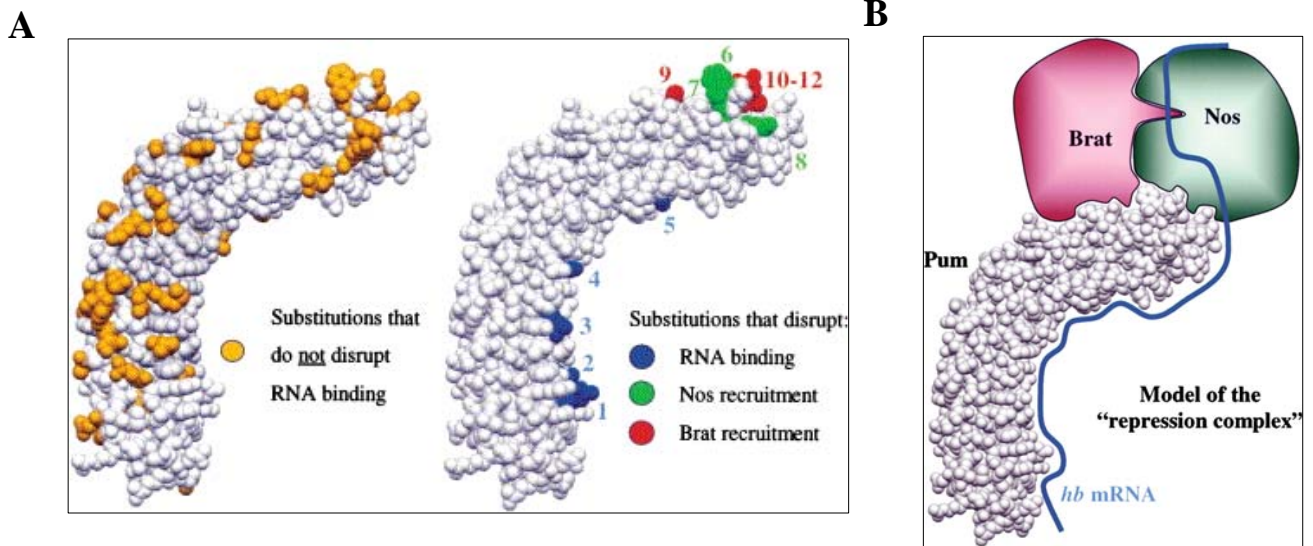 A
B
Substitutions that
do not disrupt
RNA binding
6
9
7
10-12
8
5
4
3
2
1
Substitutions that disrupt:
RNA binding
Nos recruitment
Brat recruitment
Brat
Nos
Pum
Model of the
“repression complex”
hb mRNA